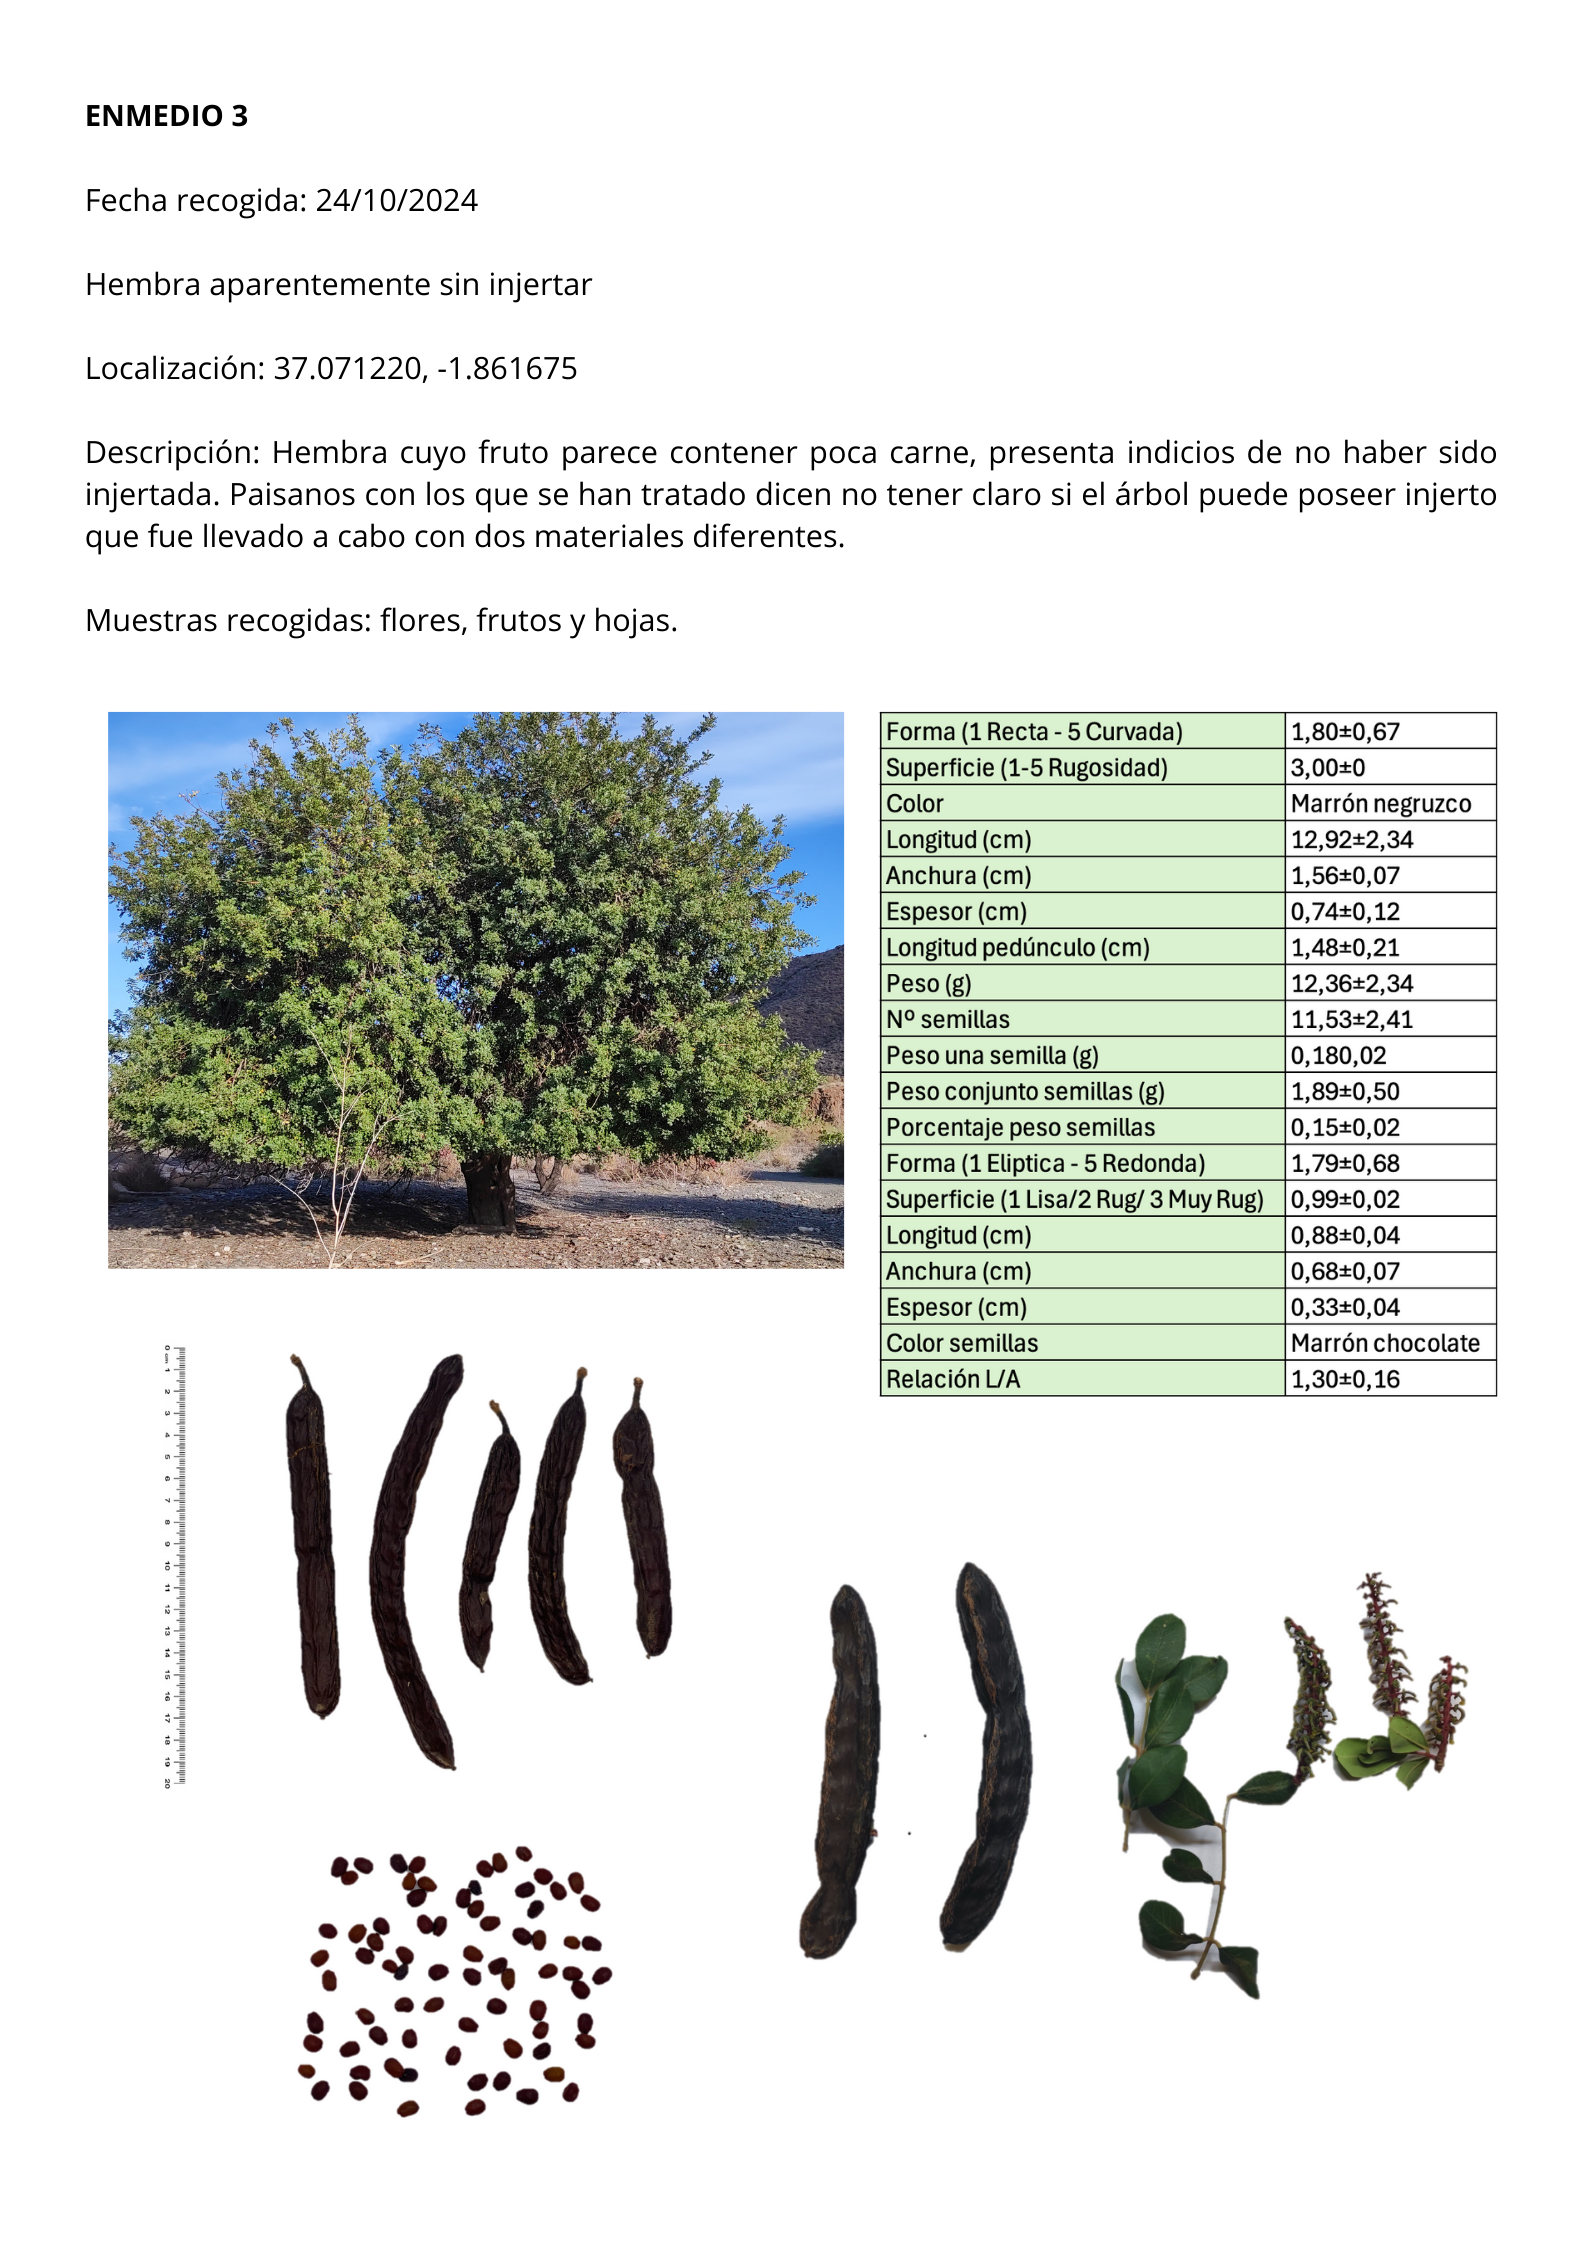 ENMEDIO 3
Fecha recogida: 24/10/2024
Hembra aparentemente sin injertar
Localización: 37.071220, -1.861675
Descripción: Hembra cuyo fruto parece contener poca carne, presenta indicios de no haber sido
injertada. Paisanos con los que se han tratado dicen no tener claro si el árbol puede poseer injerto
que fue llevado a cabo con dos materiales diferentes.
Muestras recogidas: flores, frutos y hojas.
Forma (1 Recta - 5 Curvada) 1,80±0,67
Superficie (1-5 Rugosidad) 3,00±0
Color Marrón negruzco
Longitud (cm) 12,92±2,34
Anchura (cm) 1,56±0,07
Espesor (cm) 0,74±0,12
Longitud pedúnculo (cm) 1,48±0,21
Peso (g) 12,36±2,34
Nº semillas 11,53±2,41
Peso una semilla (g) 0,180,02
Peso conjunto semillas (g) 1,89±0,50
Porcentaje peso semillas 0,15±0,02
Forma (1 Eliptica - 5 Redonda) 1,79±0,68
Superficie (1 Lisa/2 Rug/ 3 Muy Rug) 0,99±0,02
Longitud (cm) 0,88±0,04
Anchura (cm) 0,68±0,07
Espesor (cm) 0,33±0,04
Color semillas Marrón chocolate
Relación L/A 1,30±0,16
0 cm 1 2 3 4 5 6 7 8 9 10 11 12 13 14 15 16 17 18 19 20